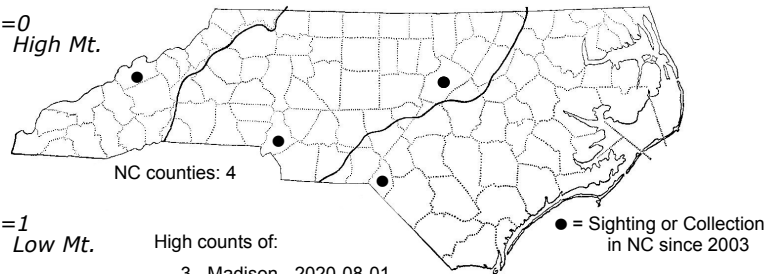 =0
High Mt.
NC counties: 4
=1
Low Mt.
High counts of:
● = Sighting or Collection
in NC since 2003
3 - Madison - 2020-08-01